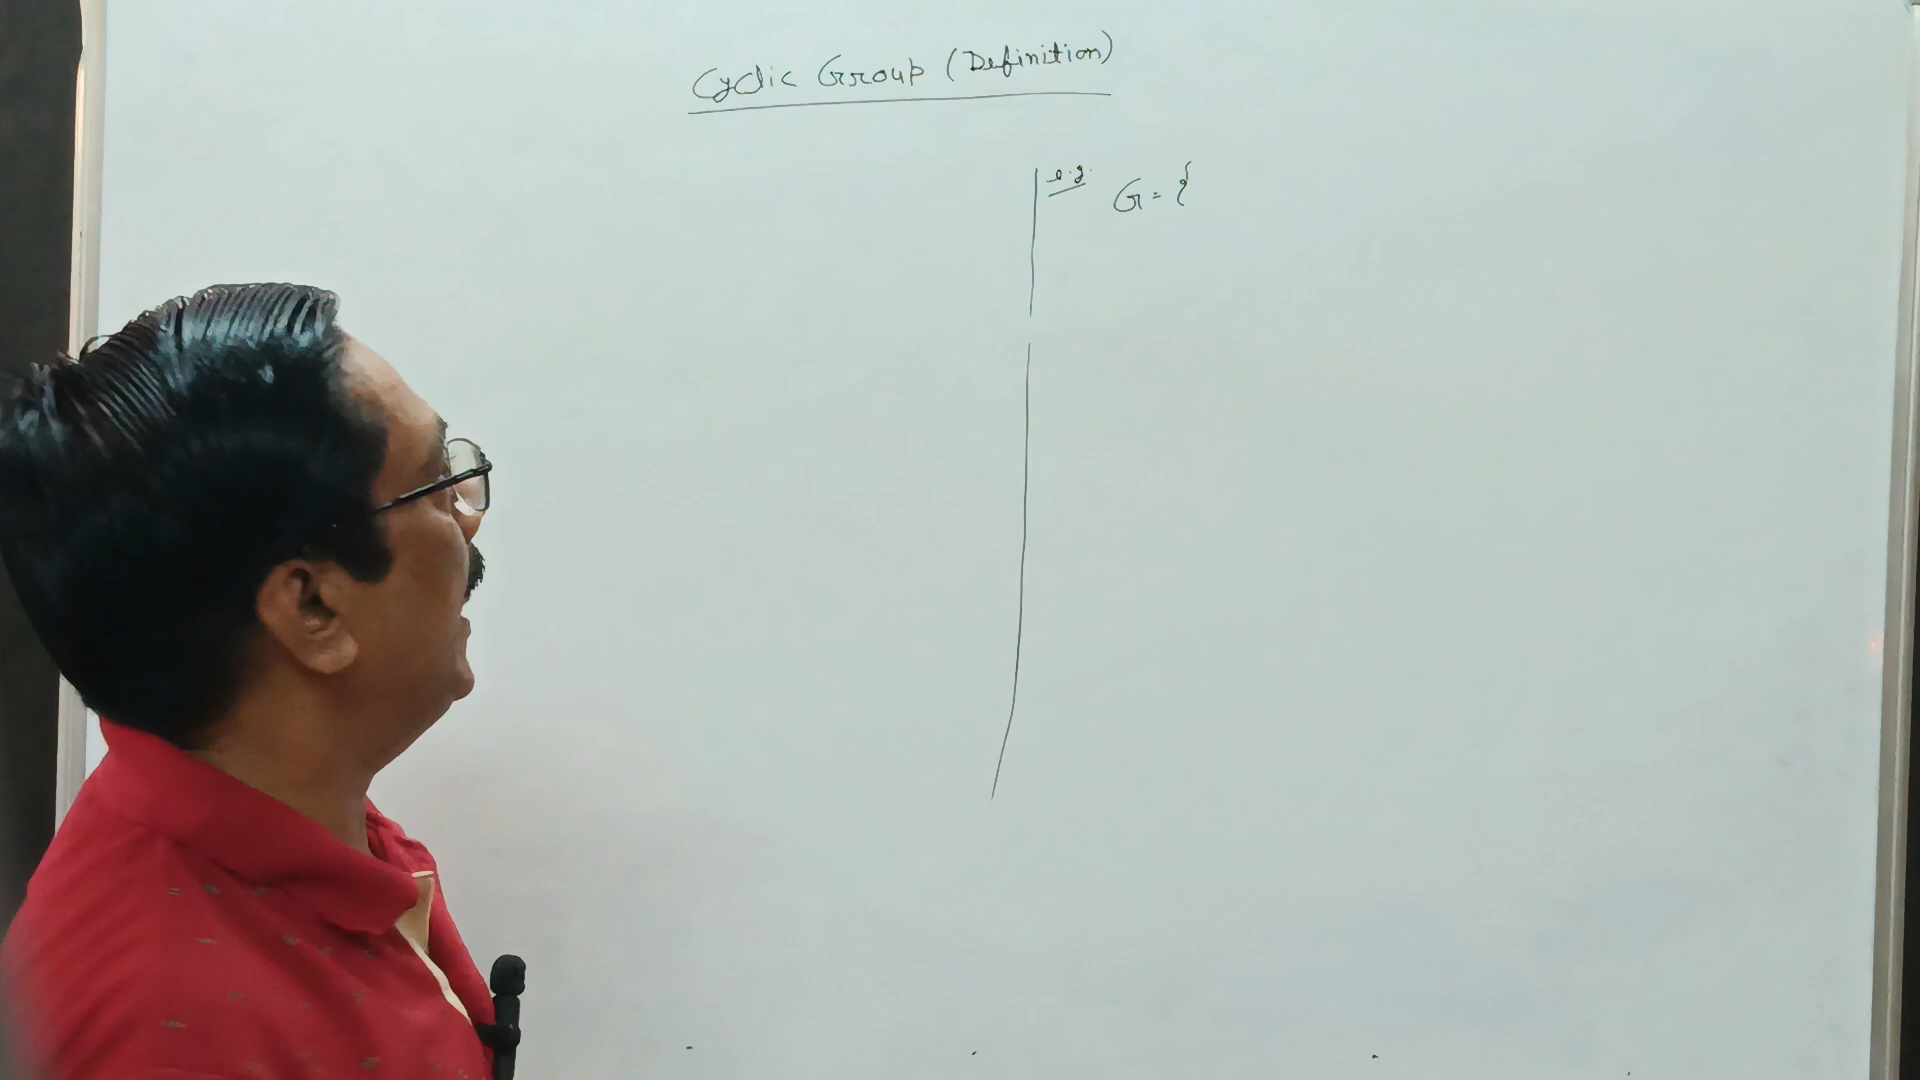 Cyclic Group (Definition)
e.g. G = {